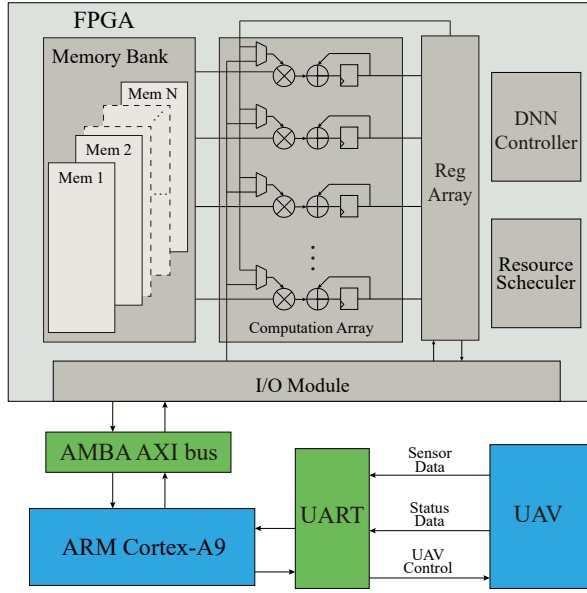 FPGA
Memory Bank
Mem N
Mem 2
Mem 1
Computation Array
Reg
Array
DNN
Controller
Resource
Scheculer
I/O Module
AMBA AXI bus
ARM Cortex-A9
UART
Sensor
Data
Status
Data
UAV
Control
UAV